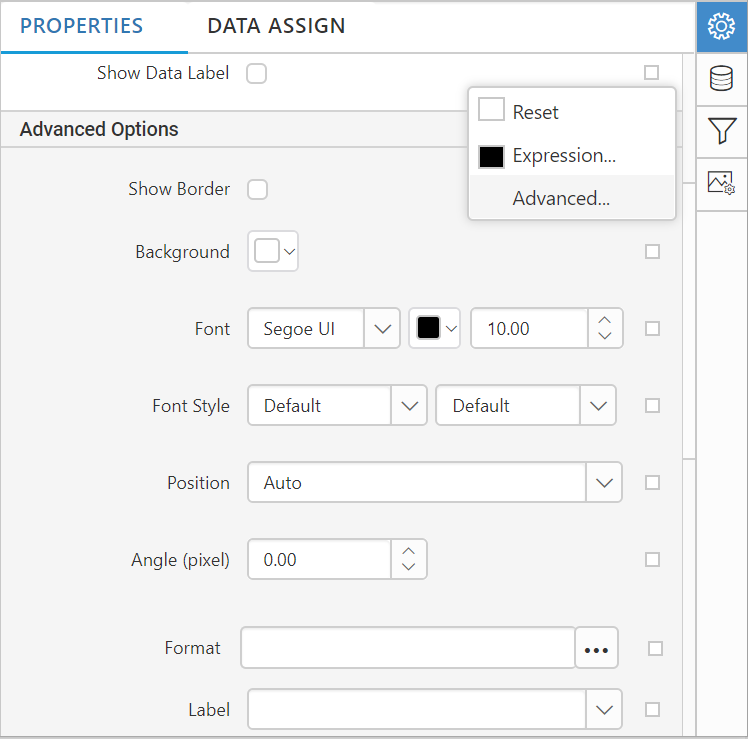 PROPERTIES DATA ASSIGN
Show Data Label
Reset
Advanced Options
Expression...
Show Border
Advanced...
Background
Font Segoe UI 10.00
Font Style Default Default
Position Auto
Angle (pixel) 0.00
Format ...
Label